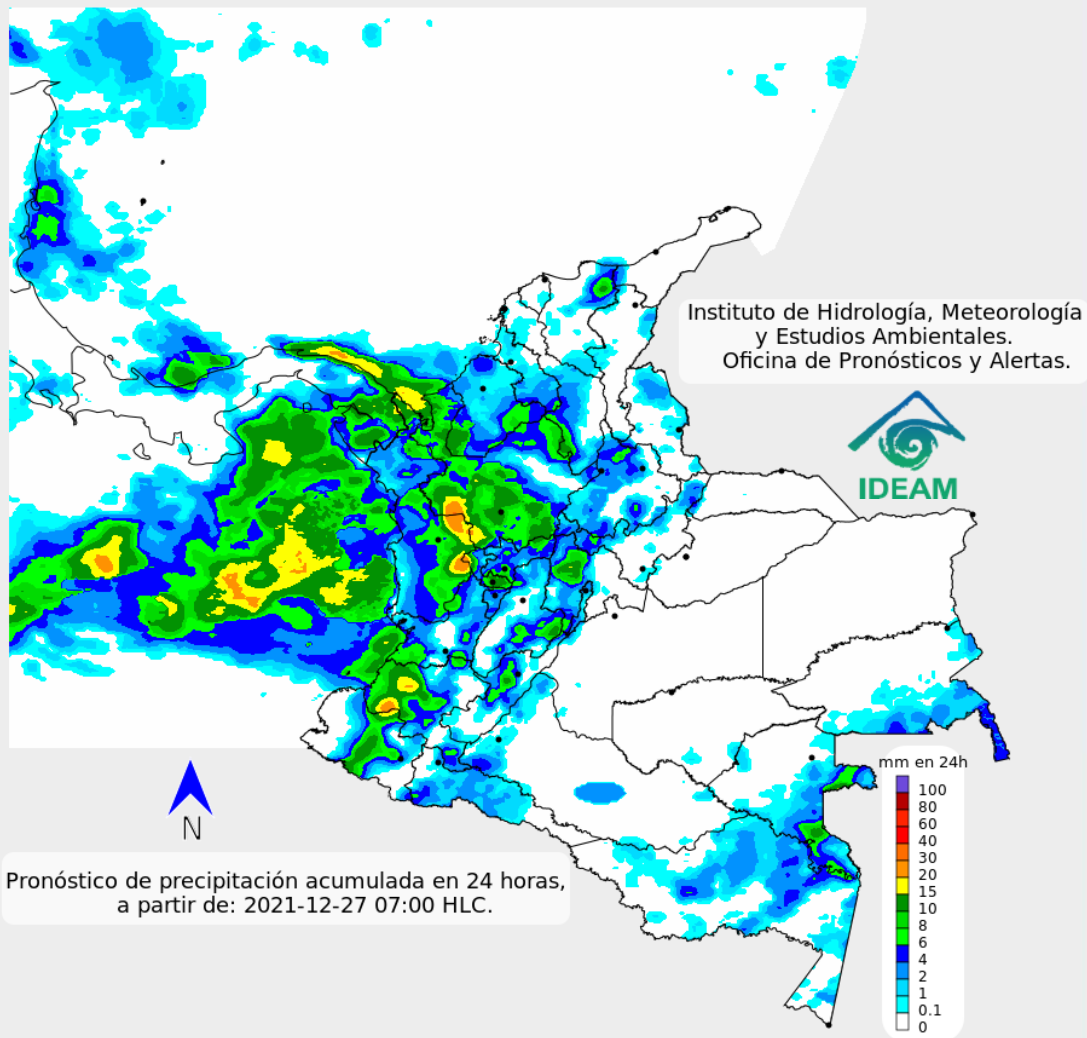 Instituto de Hidrología, Meteorología
y Estudios Ambientales.
Oficina de Pronósticos y Alertas.
IDEAM
mm en 24h
100
80
60
40
30
20
15
10
8
6
4
2
1
0.1
0
N
Pronóstico de precipitación acumulada en 24 horas,
a partir de: 2021-12-27 07:00 HLC.